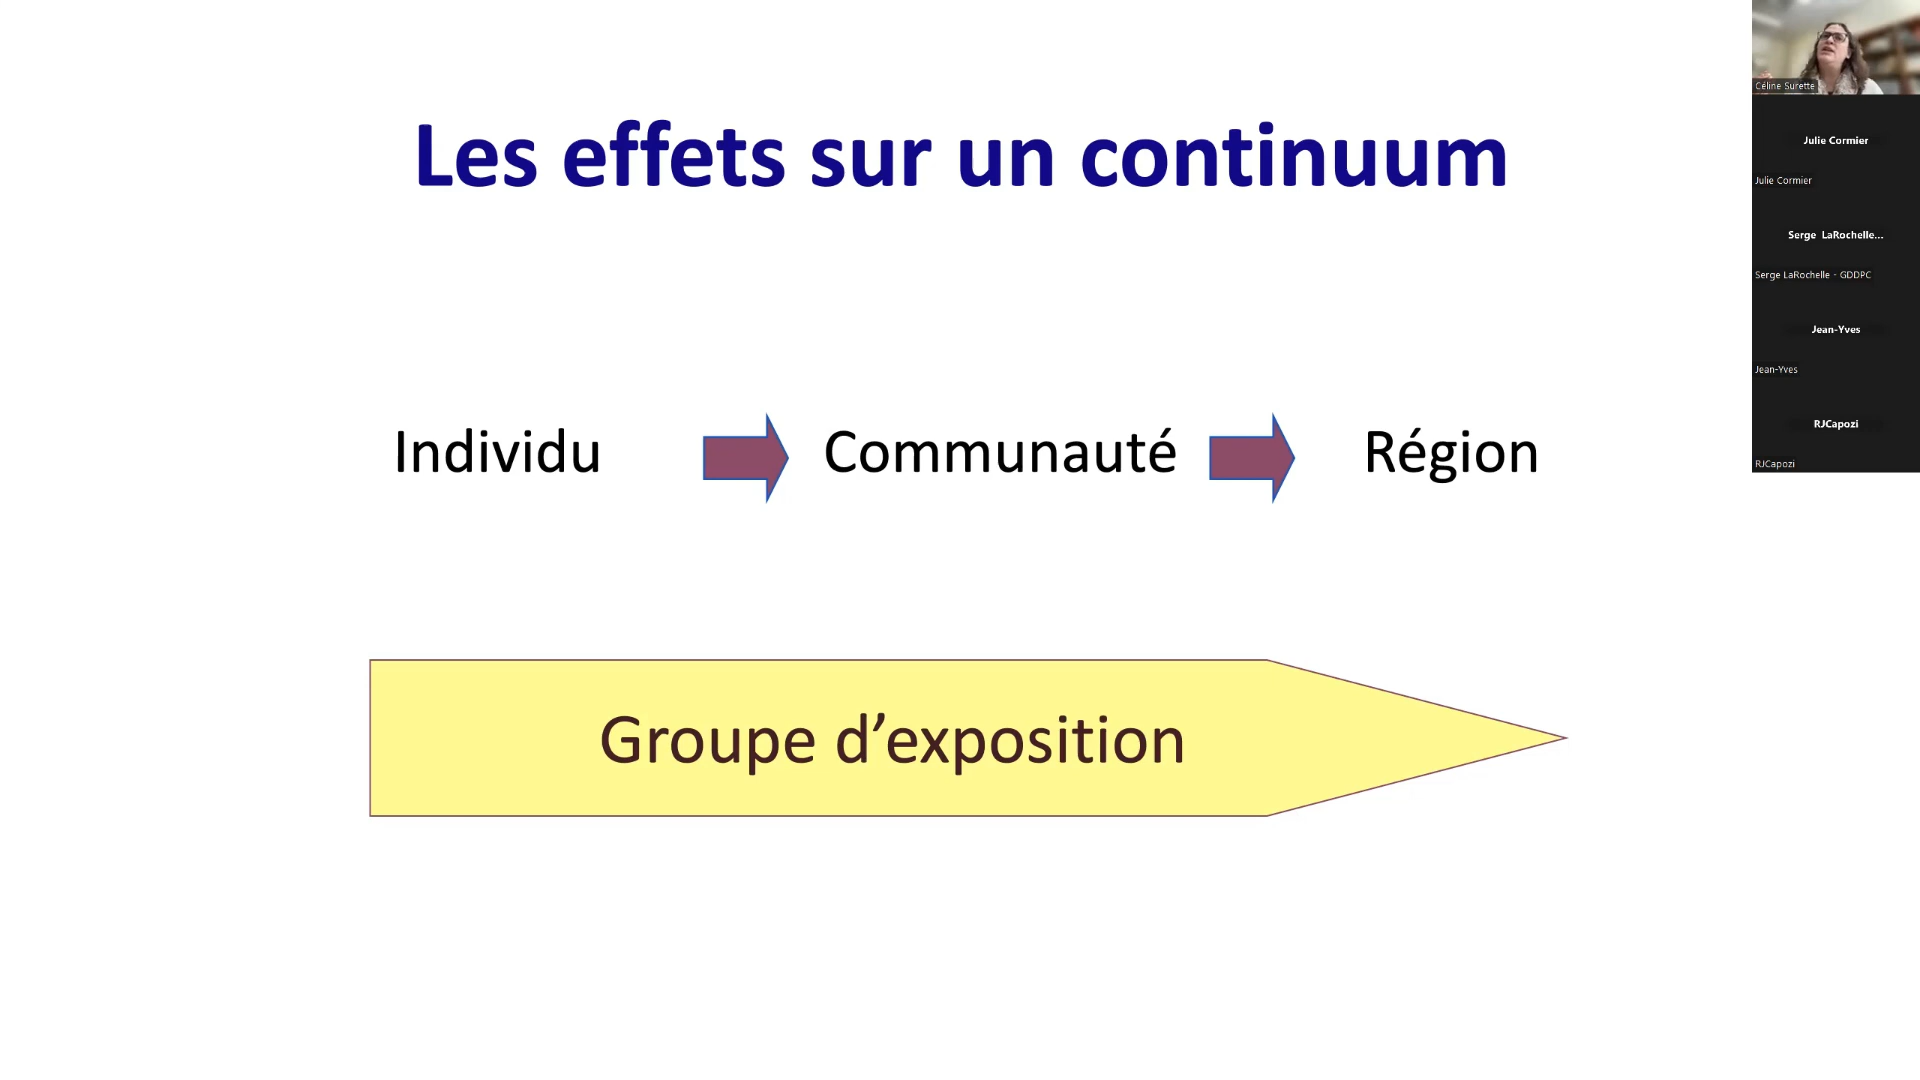 Les effets sur un continuum
Individu
Communauté
Région
Groupe d’exposition
Céline Surette
Julie Cormier
Julie Cormier
Serge LaRochelle...
Serge LaRochelle - GDDPC
Jean-Yves
Jean-Yves
RJCapozi
RJCapozi